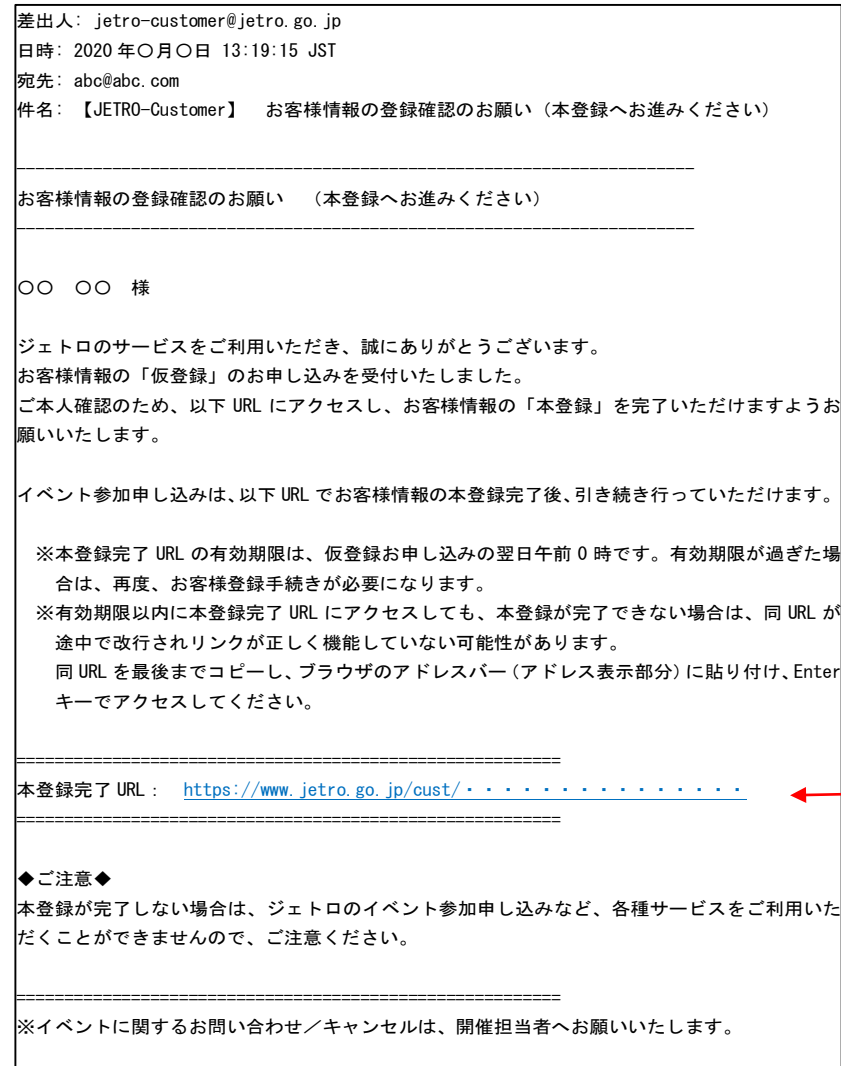 差出人: jetro-customer@jetro.go.jp
日時: 2020年〇月〇日 13:19:15 JST
宛先: abc@abc.com
件名: 【JETRO-Customer】 お客様情報の登録確認のお願い（本登録へお進みください）
-----------------------------------------------------------------------
お客様情報の登録確認のお願い （本登録へお進みください）
-----------------------------------------------------------------------
〇〇 〇〇 様
ジェトロのサービスをご利用いただき、誠にありがとうございます。
お客様情報の「仮登録」のお申し込みを受付いたしました。
ご本人確認のため、以下 URL にアクセスし、お客様情報の「本登録」を完了いただけますようお
願いいたします。
イベント参加申し込みは、以下 URL でお客様情報の本登録完了後、引き続き行っていただけます。
※本登録完了 URL の有効期限は、仮登録お申し込みの翌日午前 0 時です。有効期限が過ぎた場
合は、再度、お客様登録手続きが必要になります。
※有効期限以内に本登録完了 URL にアクセスしても、本登録が完了できない場合は、同 URL が
途中で改行されリンクが正しく機能していない可能性があります。
同 URL を最後までコピーし、ブラウザのアドレスバー（アドレス表示部分）に貼り付け、Enter
キーでアクセスしてください。
=========================================================
本登録完了 URL： https://www.jetro.go.jp/cust/・・・・・・・・・・・・・・・
=========================================================
◆ご注意◆
本登録が完了しない場合は、ジェトロのイベント参加申し込みなど、各種サービスをご利用いた
だくことができませんので、ご注意ください。
=========================================================
※イベントに関するお問い合わせ／キャンセルは、開催担当者へお願いいたします。